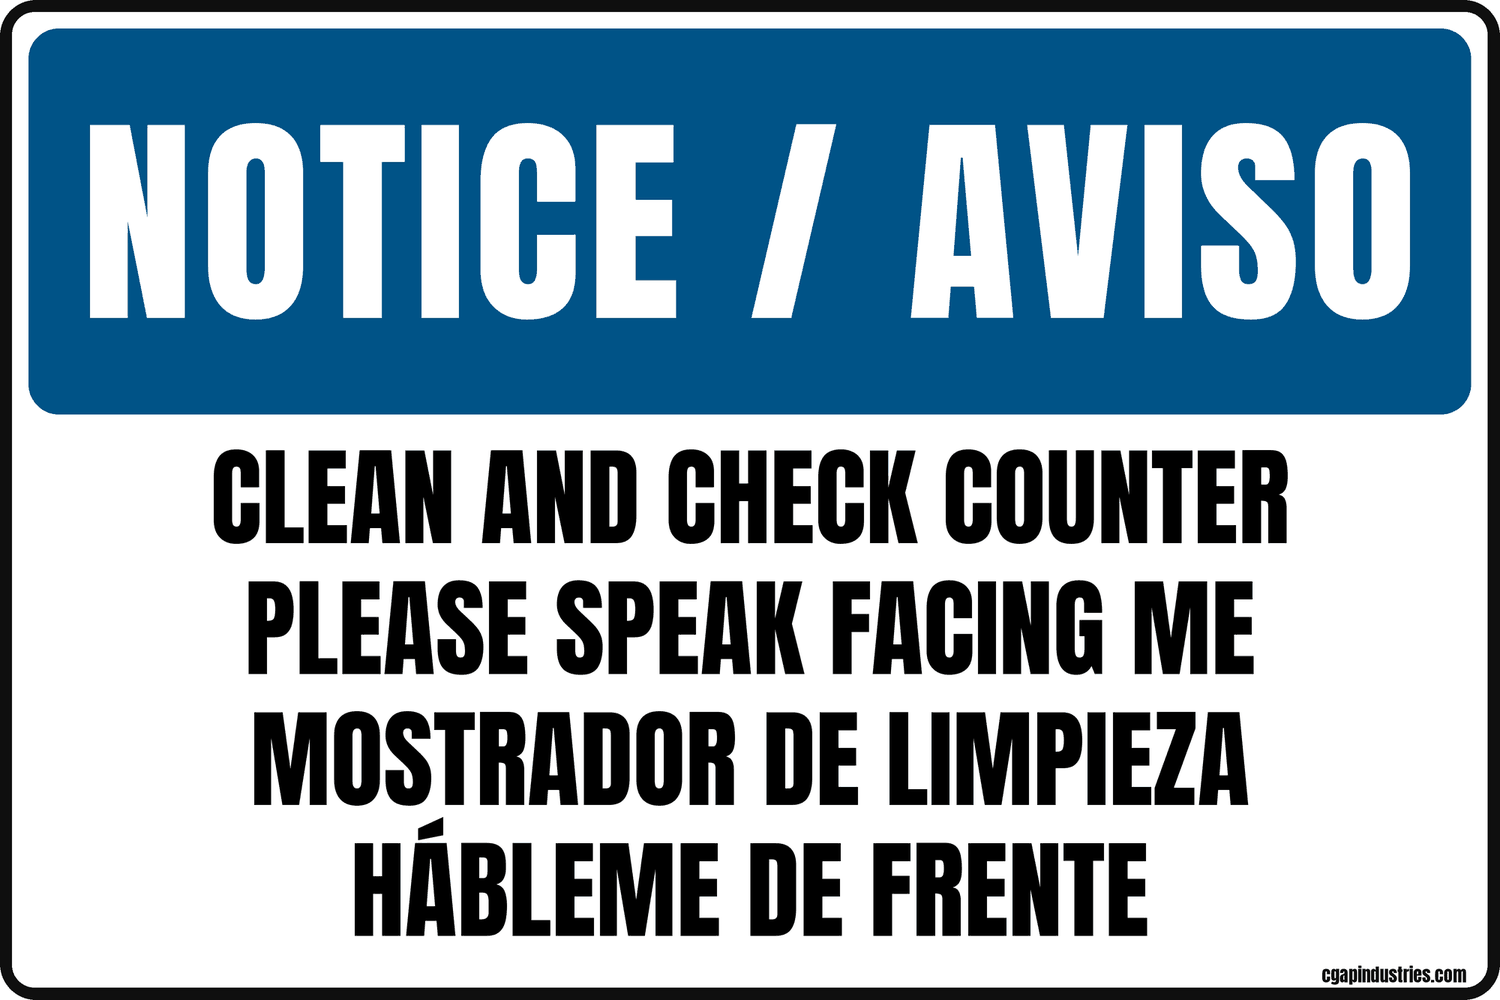 NOTICE / AVISO
CLEAN AND CHECK COUNTER
PLEASE SPEAK FACING ME
MOSTRADOR DE LIMPIEZA
HÁBLEME DE FRENTE
cgapindustries.com